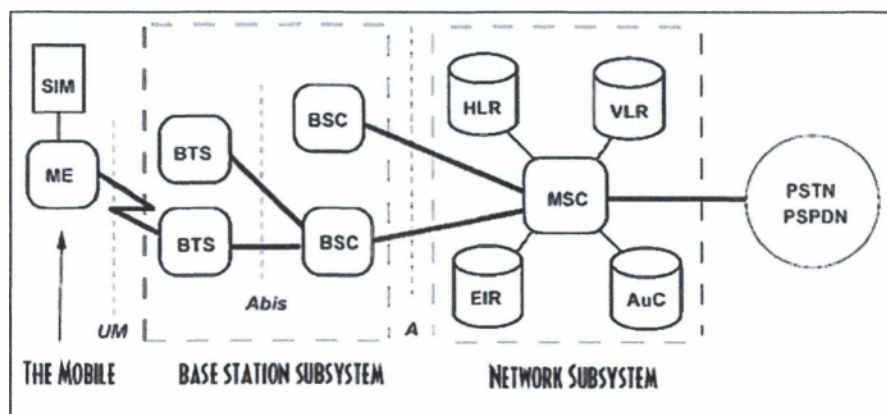 SIM
ME
BTS
BTS
BSC
BSC
HLR
VLR
MSC
EIR
AuC
PSTN
PSPDN
UM
Abis
A
THE MOBILE
BASE STATION SUBSYSTEM
NETWORK SUBSYSTEM